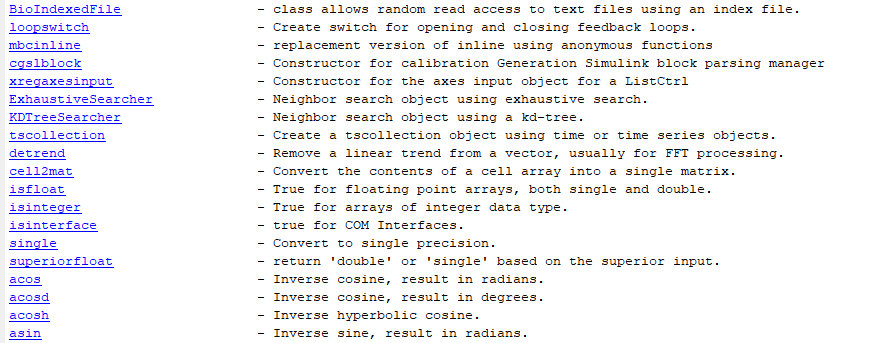 BioIndexedFile - class allows random read access to text files using an index file.
loopswitch - Create switch for opening and closing feedback loops.
mbcinline - replacement version of inline using anonymous functions
cgslblock - Constructor for calibration Generation Simulink block parsing manager
xregaxesinput - Constructor for the axes input object for a ListCtrl
ExhaustiveSearcher - Neighbor search object using exhaustive search.
KDTreeSearcher - Neighbor search object using a kd-tree.
tscollection - Create a tscollection object using time or time series objects.
detrend - Remove a linear trend from a vector, usually for FFT processing.
cell2mat - Convert the contents of a cell array into a single matrix.
isfloat - True for floating point arrays, both single and double.
isinteger - True for arrays of integer data type.
isinterface - true for COM Interfaces.
single - Convert to single precision.
superiorfloat - return 'double' or 'single' based on the superior input.
acos - Inverse cosine, result in radians.
acosd - Inverse cosine, result in degrees.
acosh - Inverse hyperbolic cosine.
asin - Inverse sine, result in radians.